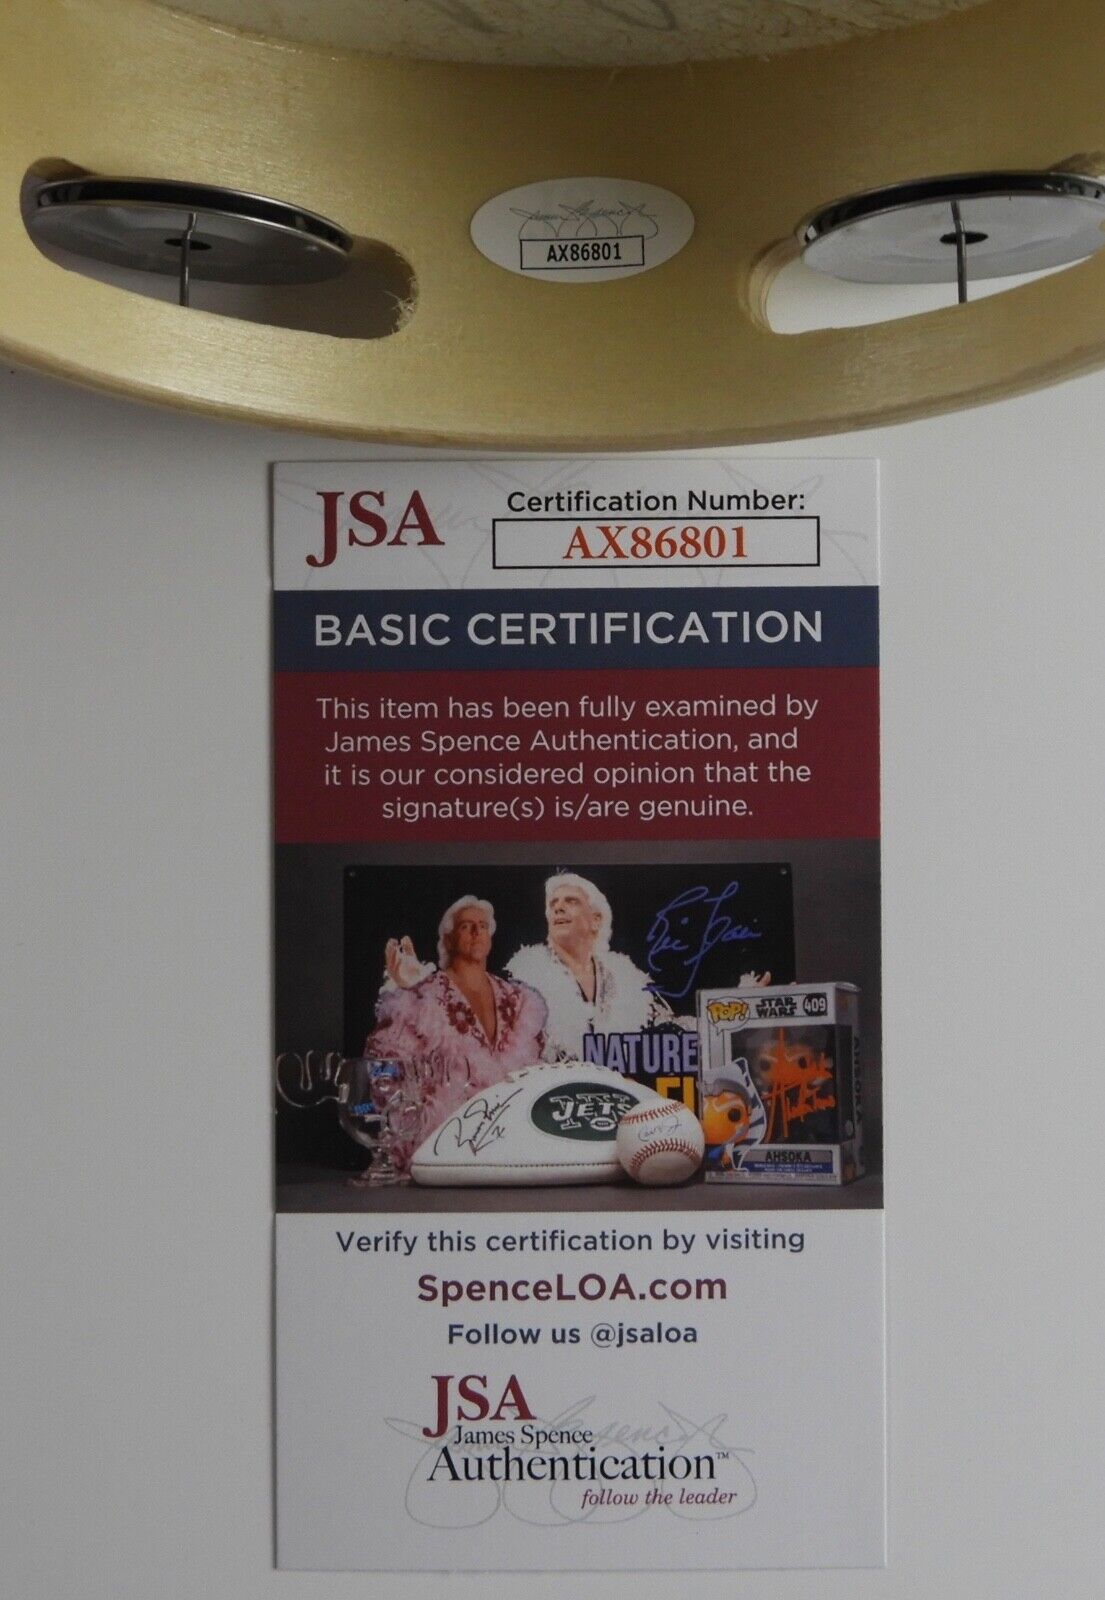 AX86801
JSA
Certification Number:
AX86801
BASIC CERTIFICATION
This item has been fully examined by
James Spence Authentication, and
it is our considered opinion that the
signature(s) is/are genuine.
NATURE
JETS
POP!
STAR
WARS
409
AHSOKA
Verify this certification by visiting
SpenceLOA.com
Follow us @jsaloa
JSA
James Spence
Authentication™
follow the leader